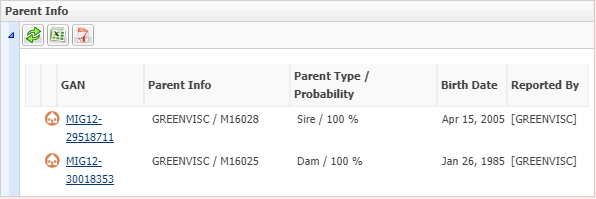 Parent Info
GAN Parent Info Parent Type / Probability Birth Date Reported By
MIG12-29518711 GREENVISC / M16028 Sire / 100 % Apr 15, 2005 [GREENVISC]
MIG12-30018353 GREENVISC / M16025 Dam / 100 % Jan 26, 1985 [GREENVISC]